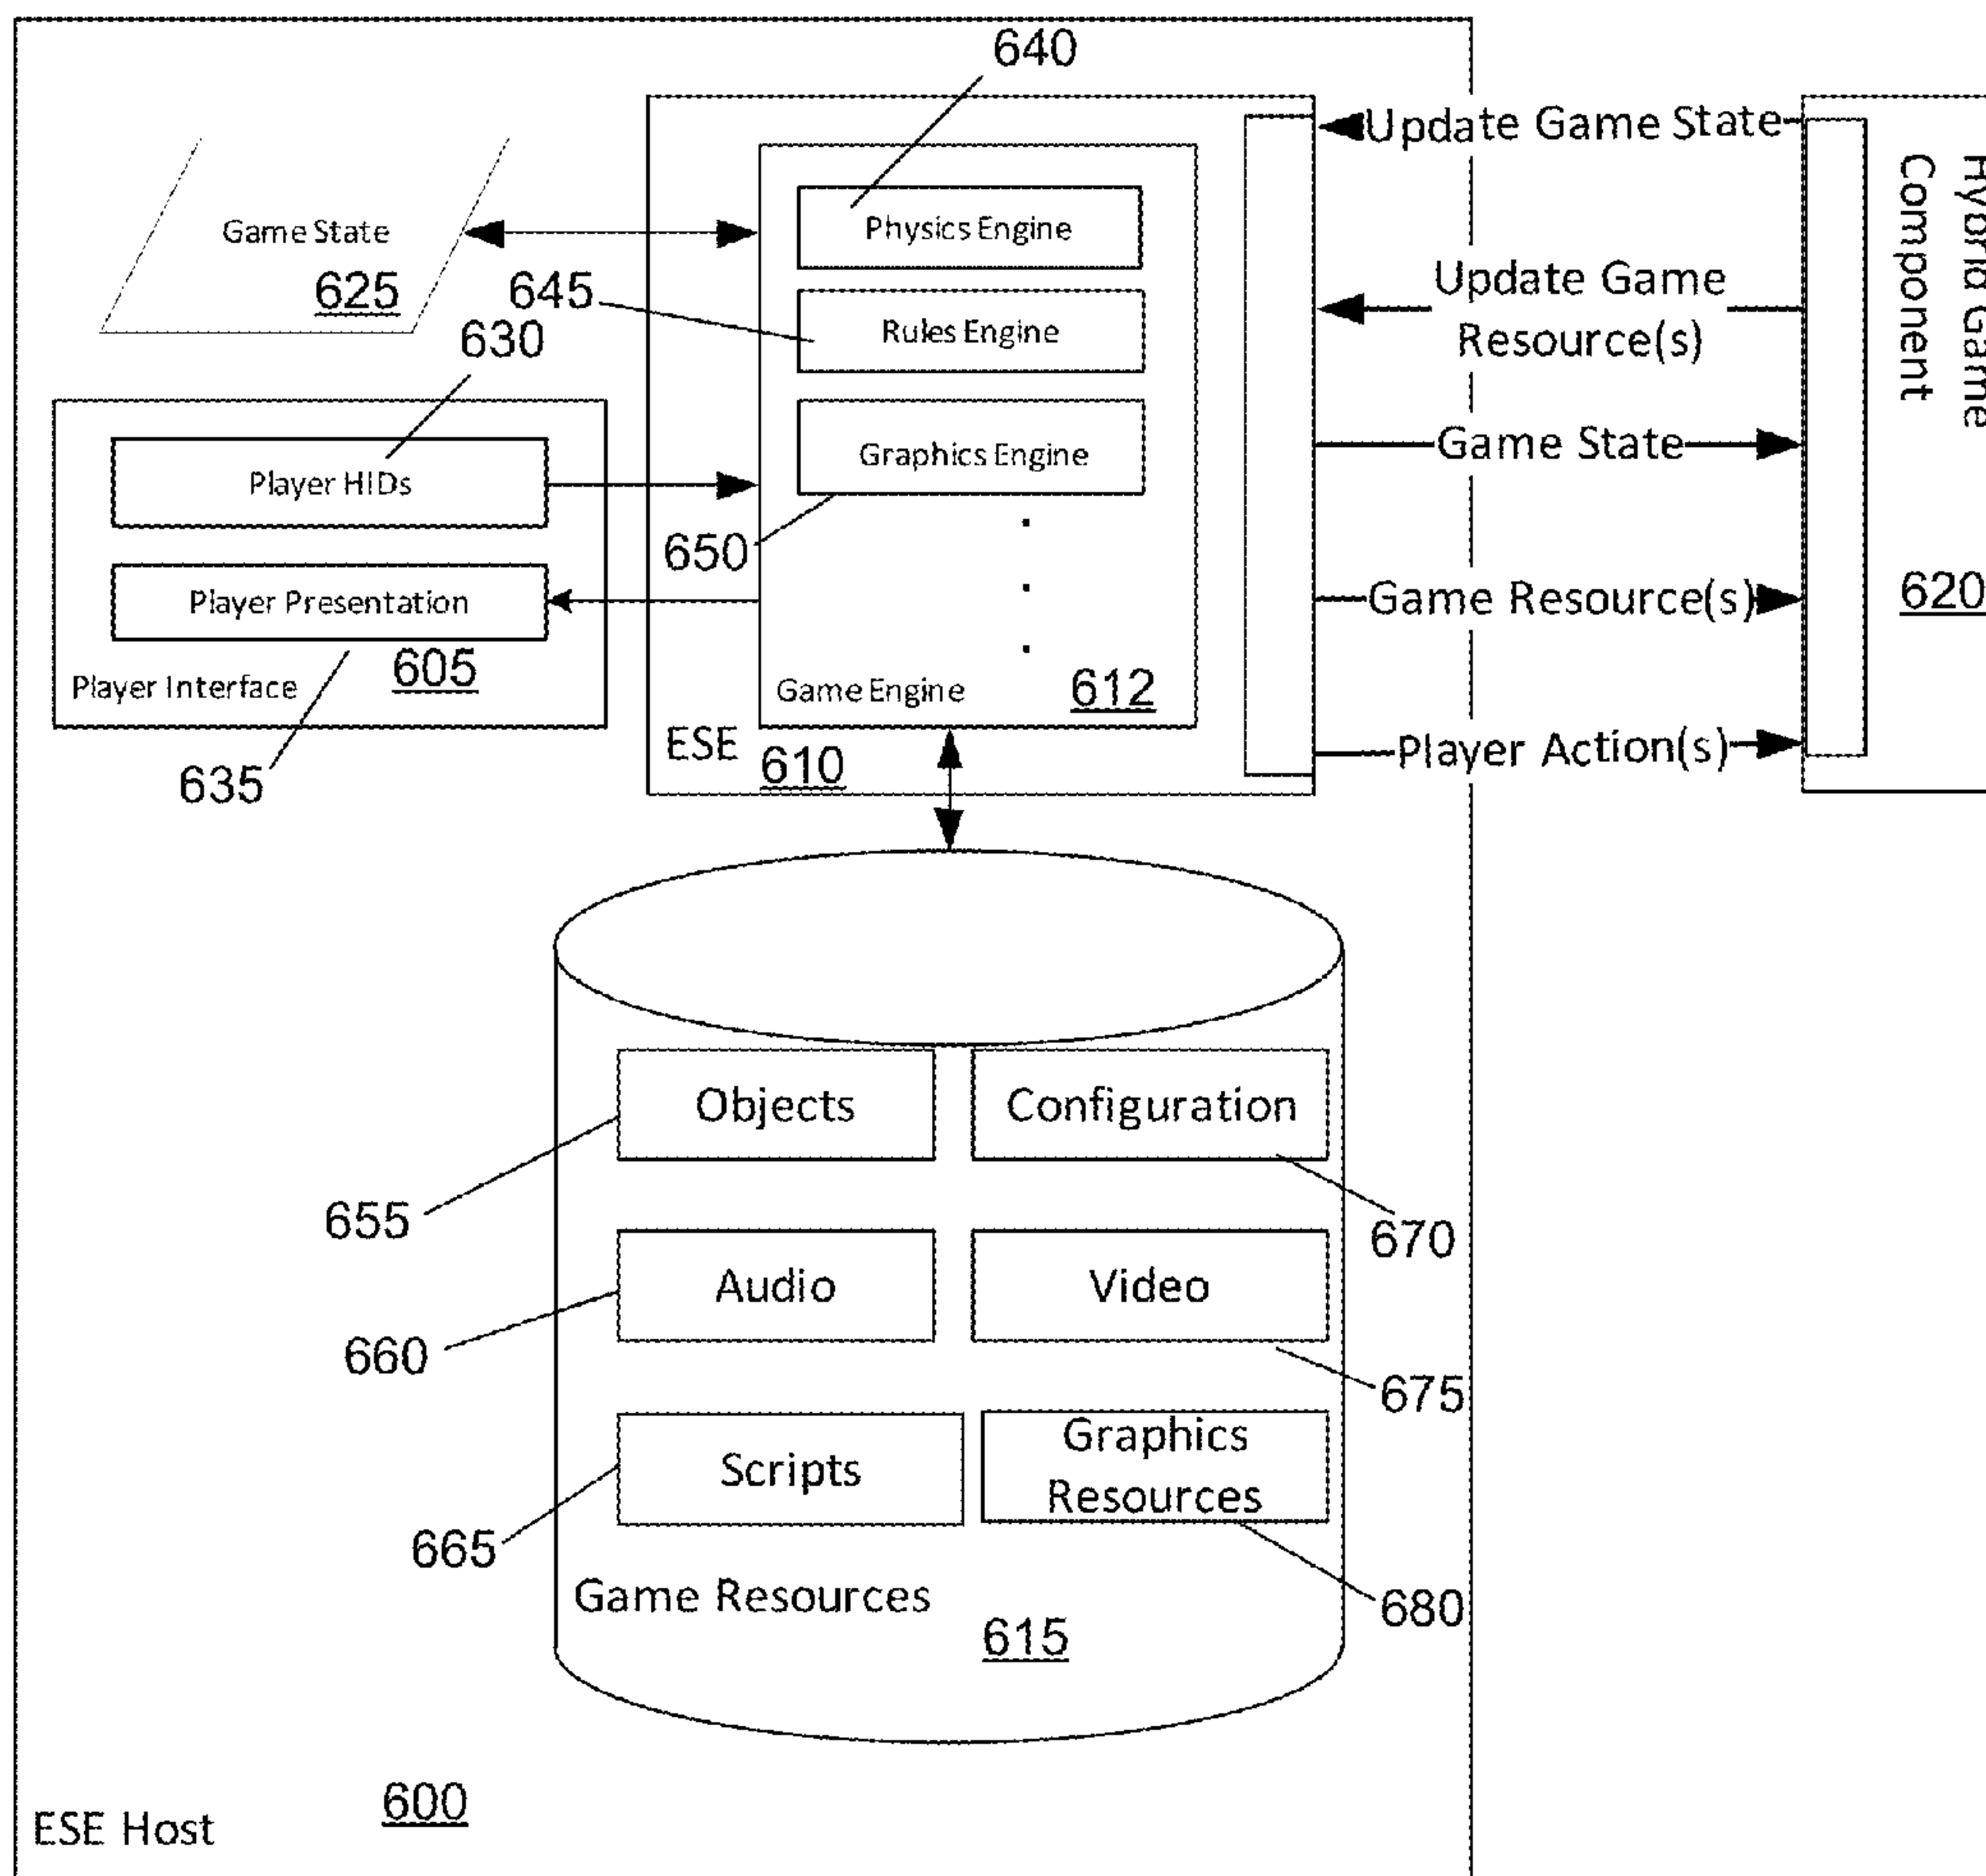 640
Update Game State
Hybrid Game
Component
Physics Engine
Game State
625
645
Update Game
Resource(s)
630
Rules Engine
Game State
Player HIDs
Graphics Engine
650
Game Resource(s)
620
Player Presentation
605
Player Interface
Game Engine
612
ESE
610
Player Action(s)
635
Objects
Configuration
655
670
Audio
Video
660
675
Scripts
Graphics
Resources
665
680
Game Resources
615
600
ESE Host